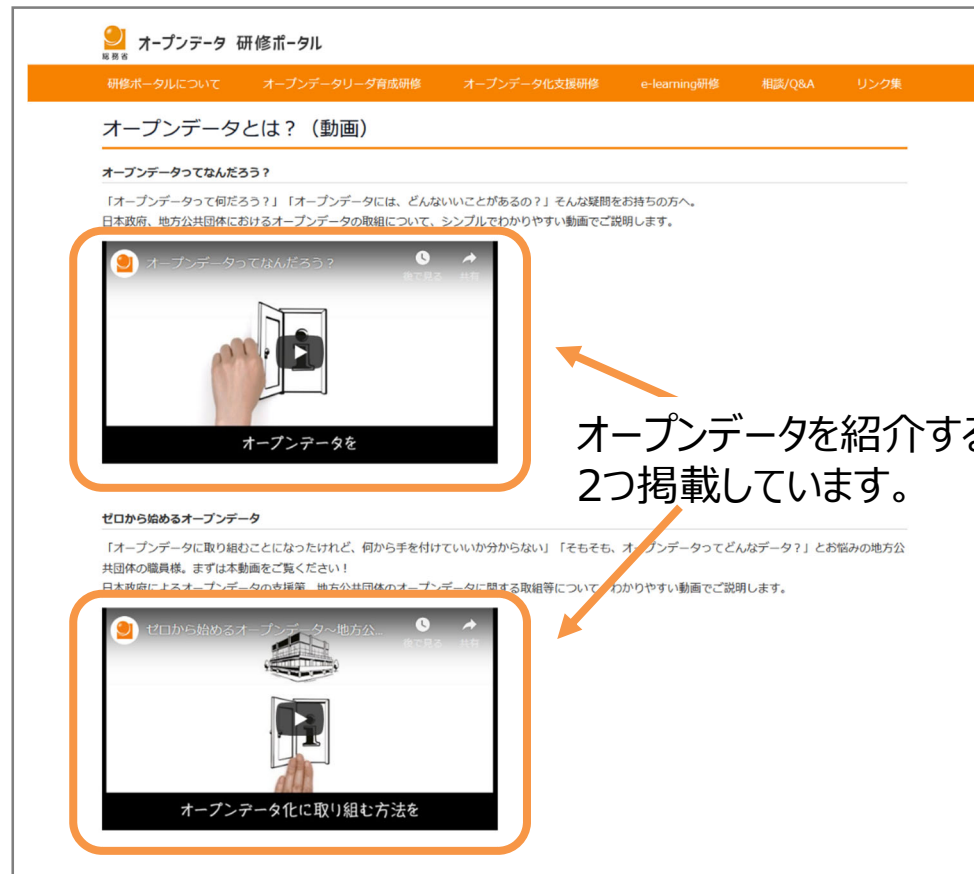 総務省
オープンデータ 研修ポータル
研修ポータルについて オープンデータリーダ育成研修 オープンデータ化支援研修 e-learning研修 相談/Q&A リンク集
オープンデータとは？（動画）
オープンデータってなんだろう？
「オープンデータって何だろう？」「オープンデータには、どんないいことがあるの？」そんな疑問をお持ちの方へ。
日本政府、地方公共団体におけるオープンデータの取組について、シンプルでわかりやすい動画でご説明します。
オープンデータってなんだろう？
後で見る 共有
オープンデータを
オープンデータを紹介する
2つ掲載しています。
ゼロから始めるオープンデータ
「オープンデータに取り組むことになったけれど、何から手を付けていいか分からない」「そもそも、オープンデータってどんなデータ？」とお悩みの地方公
共団体の職員様。まずは本動画をご覧ください！
日本政府によるオープンデータの支援策、地方公共団体のオープンデータに関する取組等について、わかりやすい動画でご説明します。
ゼロから始めるオープンデータ～地方公...
後で見る 共有
オープンデータ化に取り組む方法を